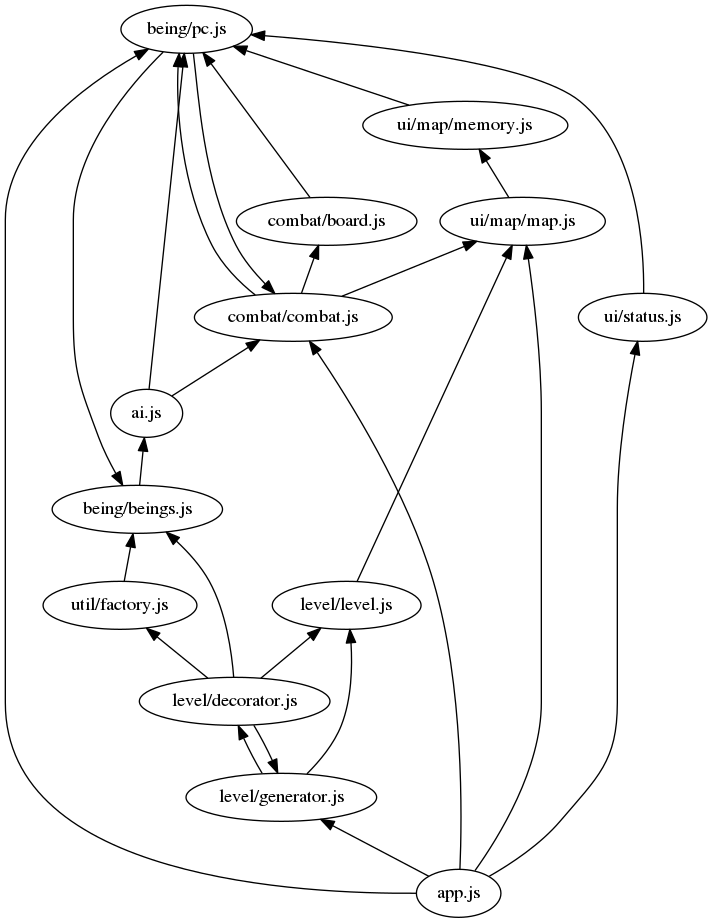 being/pc.js
ui/map/memory.js
combat/board.js
ui/map/map.js
combat/combat.js
ui/status.js
ai.js
being/beings.js
util/factory.js
level/level.js
level/decorator.js
level/generator.js
app.js